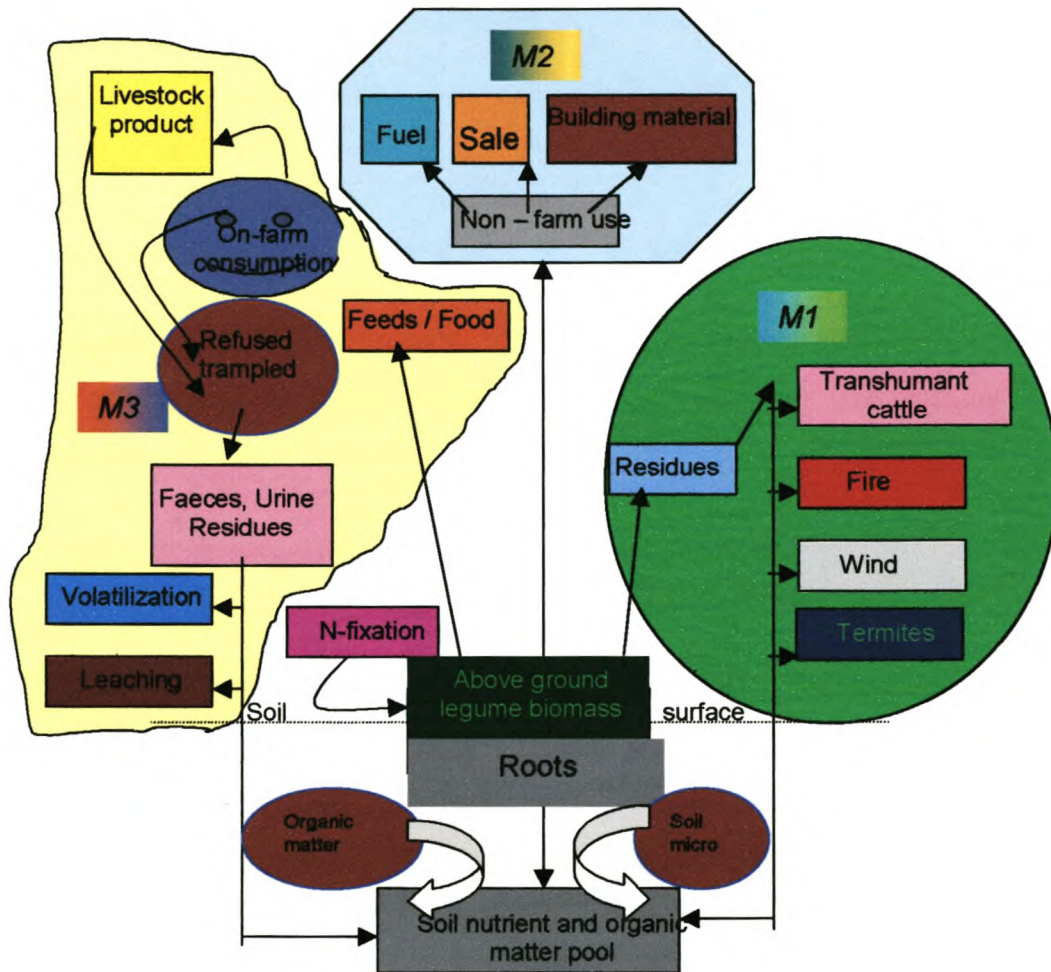 M2
Livestock
product
Fuel
Sale
Building material
Non – farm use
On-farm
consumption
M1
Feeds / Food
Refused
trampled
Transhumant
cattle
M3
Residues
Fire
Faeces, Urine
Residues
Wind
Volatilization
N-fixation
Termites
Leaching
Above ground
legume biomass
Soil
surface
Roots
Organic
matter
Soil
micro
Soil nutrient and organic
matter pool